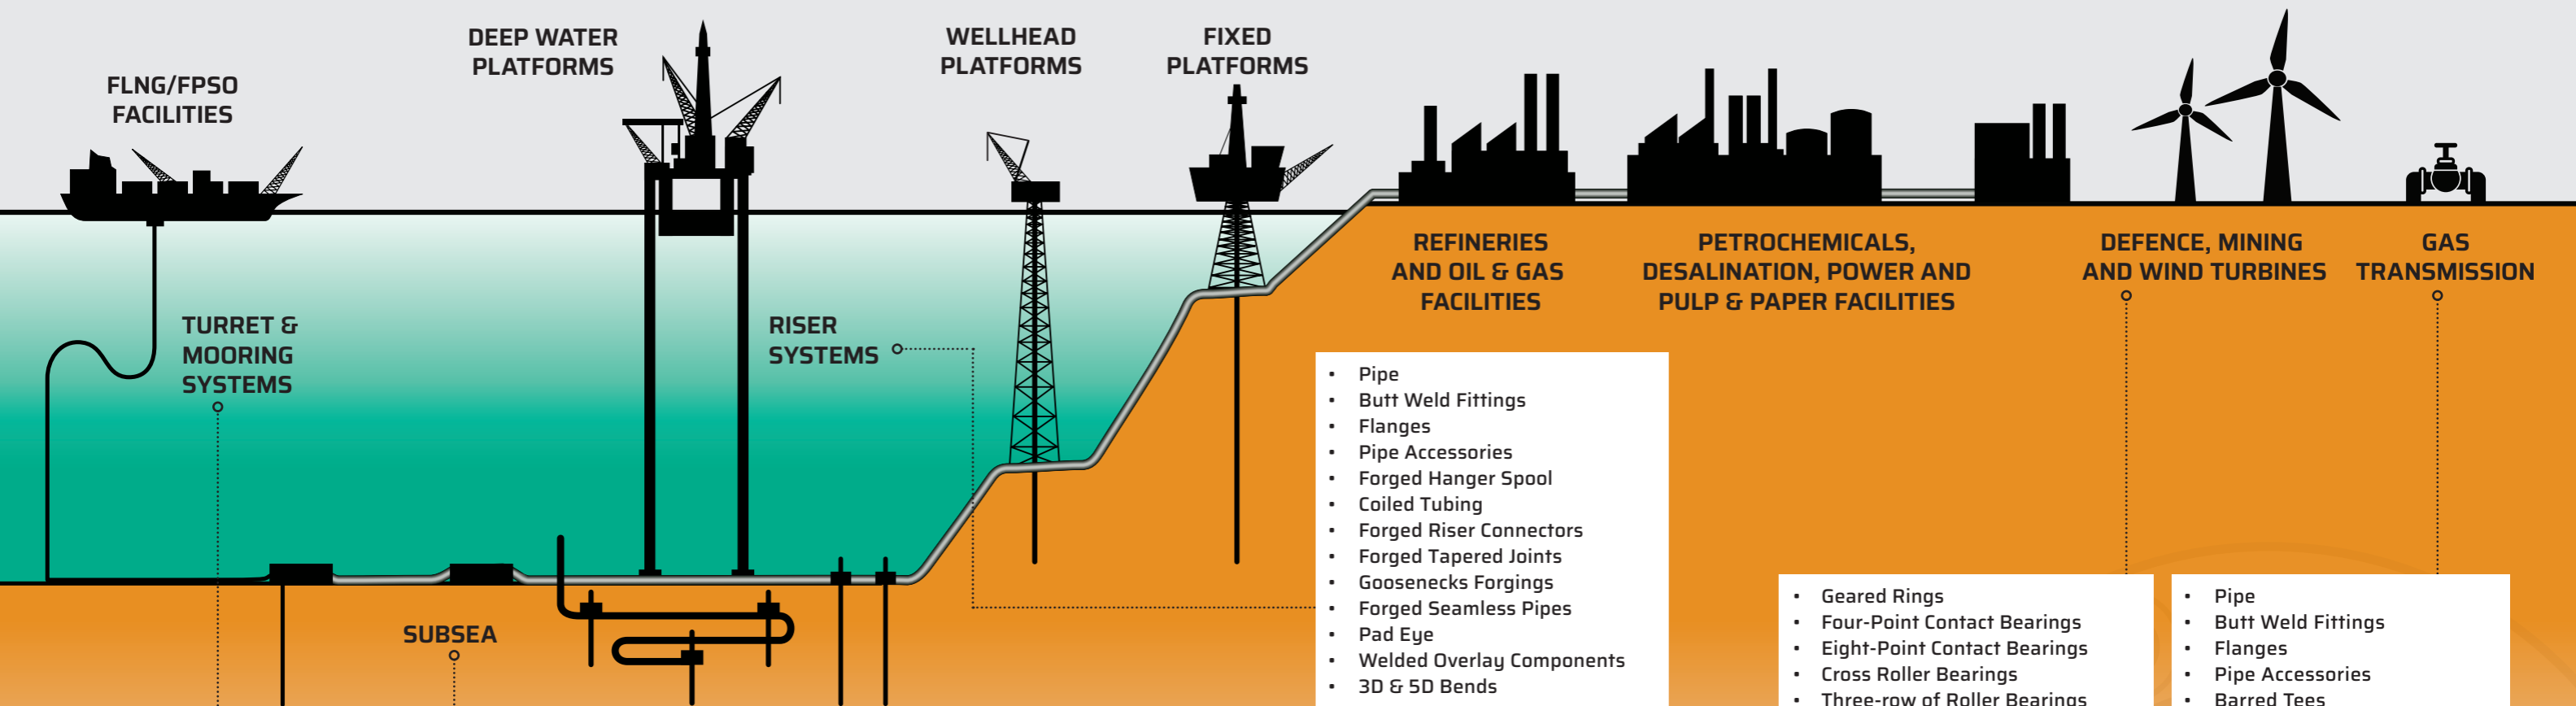 FLNG/FPSO
FACILITIES
DEEP WATER
PLATFORMS
WELLHEAD
PLATFORMS
FIXED
PLATFORMS
TURRET &
MOORING
SYSTEMS
RISER
SYSTEMS
SUBSEA
REFINERIES
AND OIL & GAS
FACILITIES
PETROCHEMICALS,
DESALINATION, POWER AND
PULP & PAPER FACILITIES
DEFENCE, MINING
AND WIND TURBINES
GAS
TRANSMISSION
• Pipe
• Butt Weld Fittings
• Flanges
• Pipe Accessories
• Forged Hanger Spool
• Coiled Tubing
• Forged Riser Connectors
• Forged Tapered Joints
• Goosenecks Forgings
• Forged Seamless Pipes
• Pad Eye
• Welded Overlay Components
• 3D & 5D Bends
• Geared Rings
• Four-Point Contact Bearings
• Eight-Point Contact Bearings
• Cross Roller Bearings
• Three-row of Roller Bearings
• Pipe
• Butt Weld Fittings
• Flanges
• Pipe Accessories
• Barred Tees